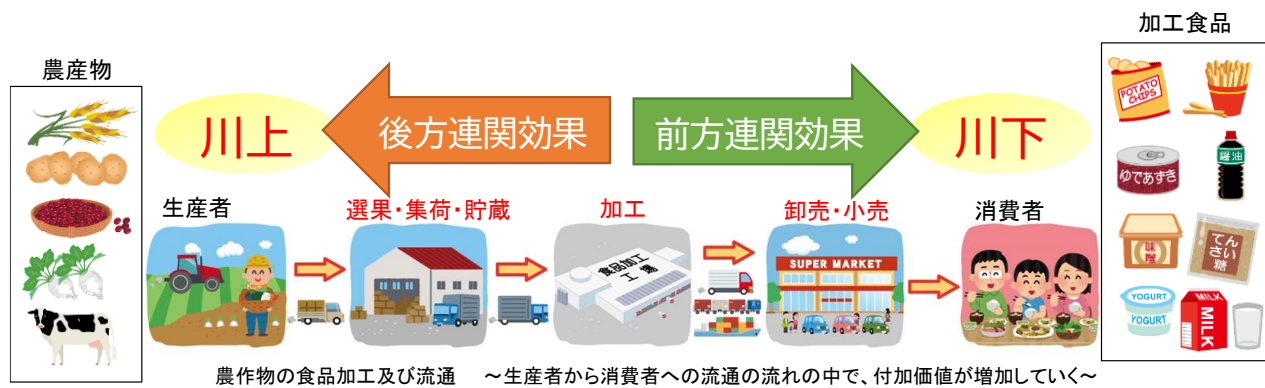 加工食品
農産物
川上
後方連関効果
前方連関効果
川下
生産者
選果・集荷・貯蔵
加工
卸売・小売
消費者
食品加工
工場
SUPER MARKET
POTATO
CHIPS
ゆであずき
醤油
味噌
てんさい糖
YOGURT
YOGURT
MILK
農作物の食品加工及び流通 ～生産者から消費者への流通の流れの中で、付加価値が増加していく～